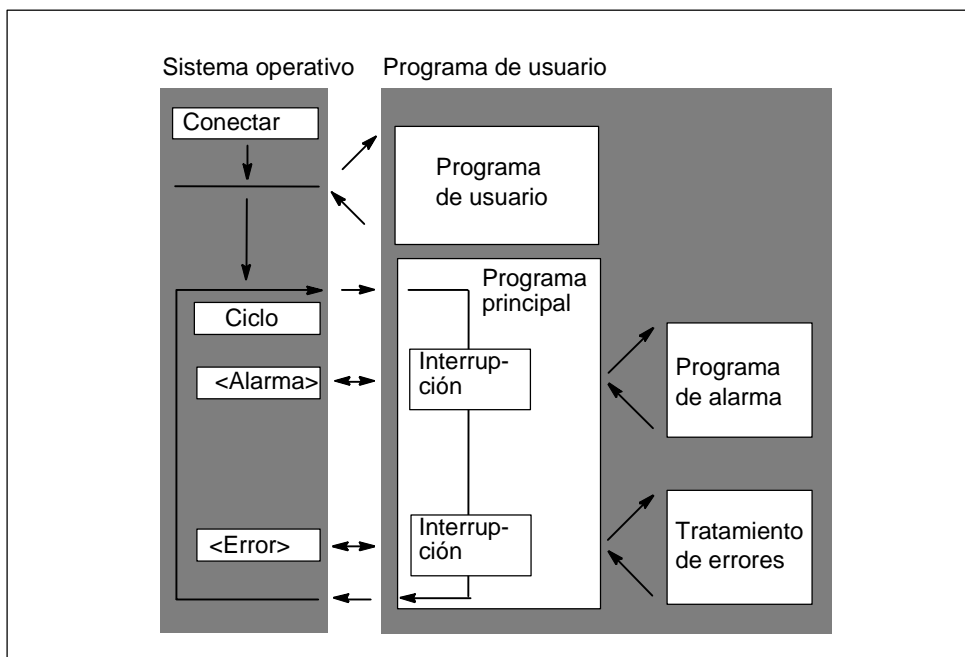 Sistema operativo
Programa de usuario
Conectar
Programa
de usuario
Programa
principal
Ciclo
Interrup-
ción
<Alarma>
Programa
de alarma
Interrup-
ción
<Error>
Tratamiento
de errores